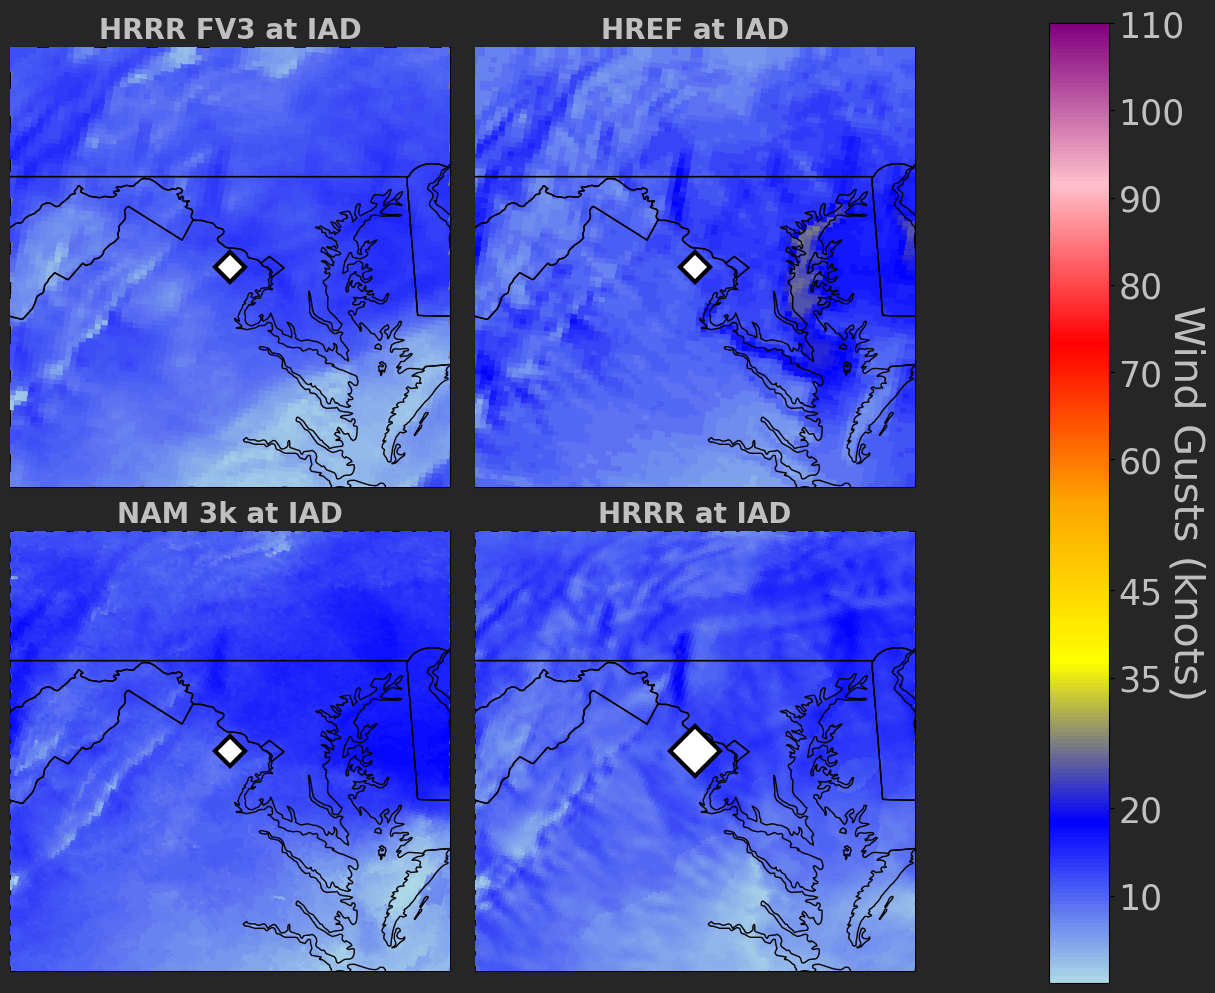 HRRR FV3 at IAD
HREF at IAD
NAM 3k at IAD
HRRR at IAD
110
100
90
80
70
60
45
35
20
10
Wind Gusts (knots)